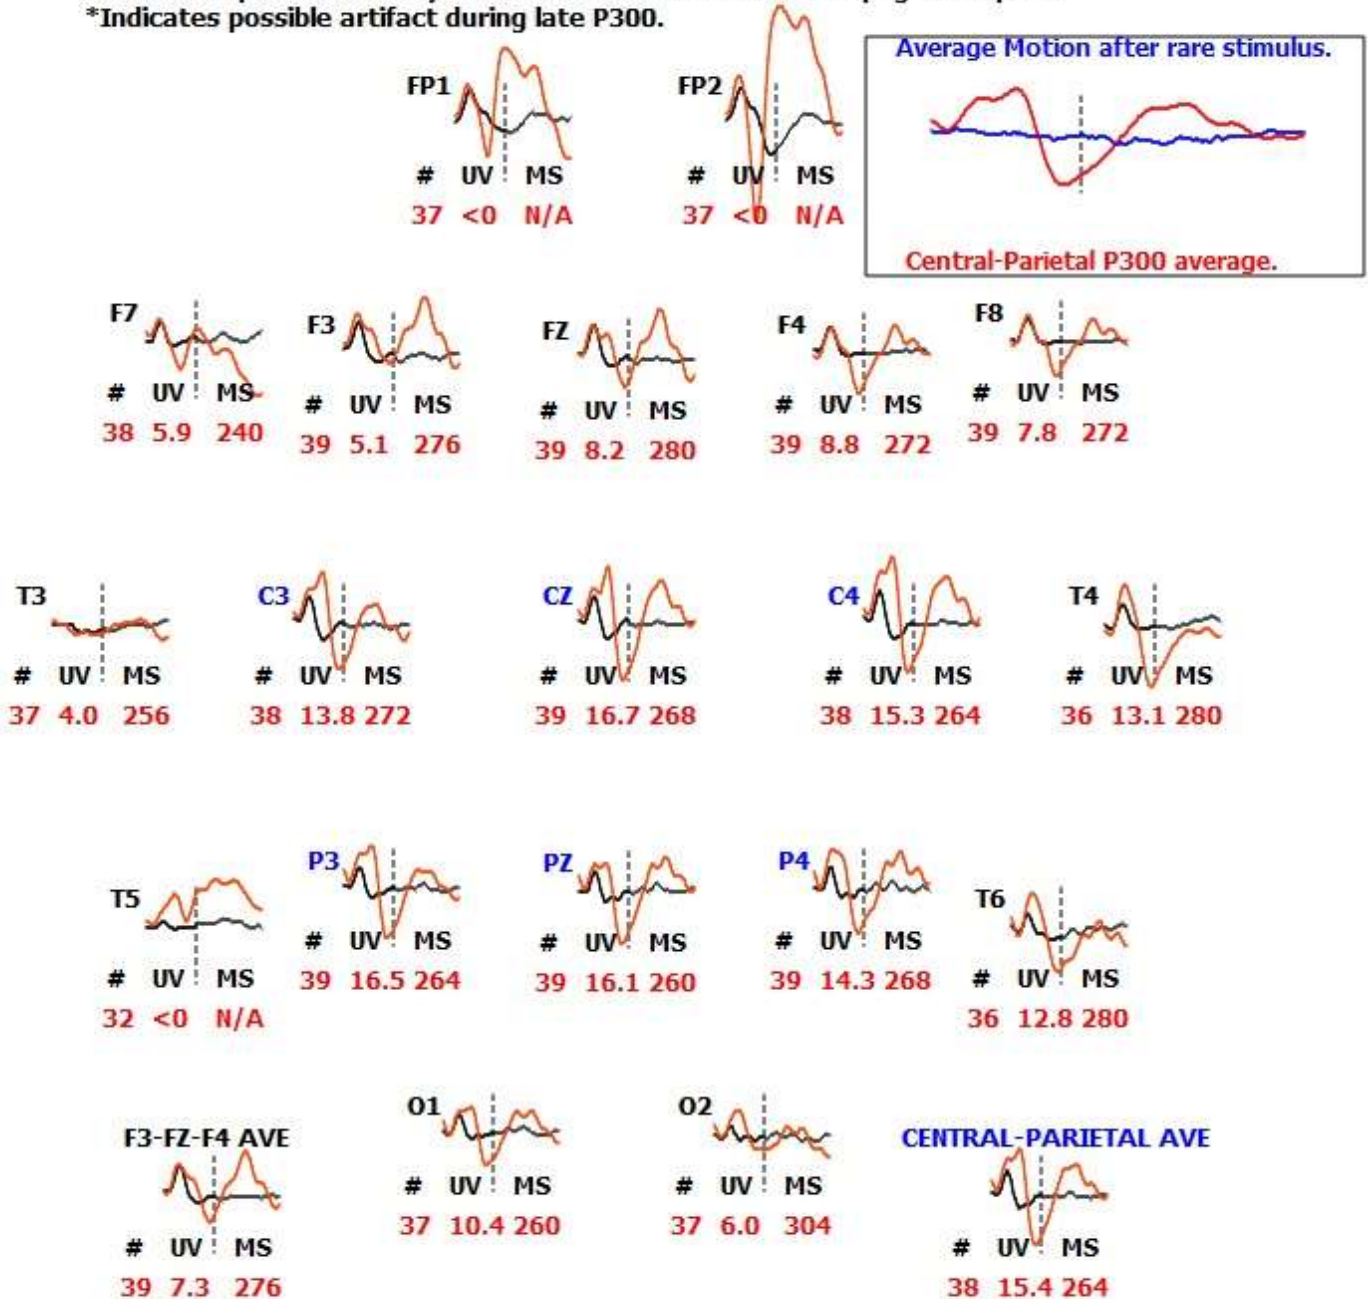 *Indicates possible artifact during late P300.
Average Motion after rare stimulus.
Central-Parietal P300 average.
FP1
# UV MS
37 <0 N/A
FP2
# UV MS
37 <0 N/A
F7
# UV MS
38 5.9 240
F3
# UV MS
39 5.1 276
FZ
# UV MS
39 8.2 280
F4
# UV MS
39 8.8 272
F8
# UV MS
39 7.8 272
T3
# UV MS
37 4.0 256
C3
# UV MS
38 13.8 272
CZ
# UV MS
39 16.7 268
C4
# UV MS
38 15.3 264
T4
# UV MS
36 13.1 280
T5
# UV MS
32 <0 N/A
P3
# UV MS
39 16.5 264
PZ
# UV MS
39 16.1 260
P4
# UV MS
39 14.3 268
T6
# UV MS
36 12.8 280
F3-FZ-F4 AVE
# UV MS
39 7.3 276
O1
# UV MS
37 10.4 260
O2
# UV MS
37 6.0 304
CENTRAL-PARIETAL AVE
# UV MS
38 15.4 264